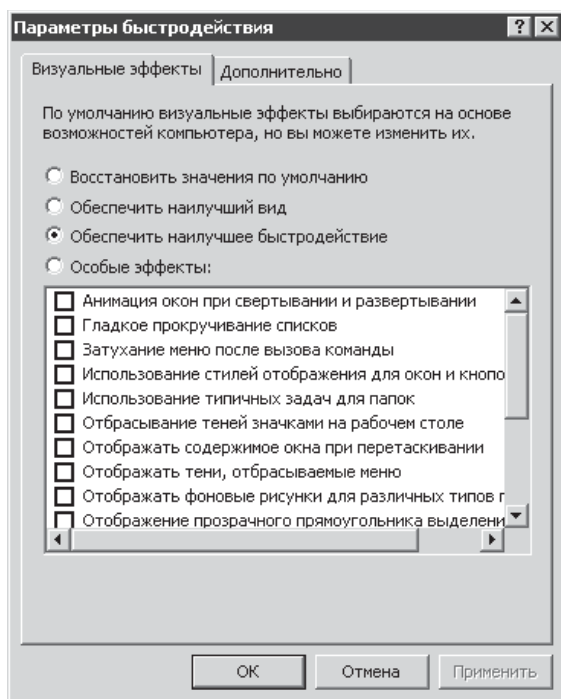 Параметры быстродействия
Визуальные эффекты
Дополнительно
По умолчанию визуальные эффекты выбираются на основе
возможностей компьютера, но вы можете изменить их.
Восстановить значения по умолчанию
Обеспечить наилучший вид
Обеспечить наилучшее быстродействие
Особые эффекты:
Анимация окон при свертывании и развертывании
Гладкое прокручивание списков
Затухание меню после вызова команды
Использование стилей отображения для окон и кнопо
Использование типичных задач для папок
Отбрасывание теней значками на рабочем столе
Отображать содержимое окна при перетаскивании
Отображать тени, отбрасываемые меню
Отображать фоновые рисунки для различных типов п
Отображение прозрачного прямоугольника выделени
ОК
Отмена
Применить